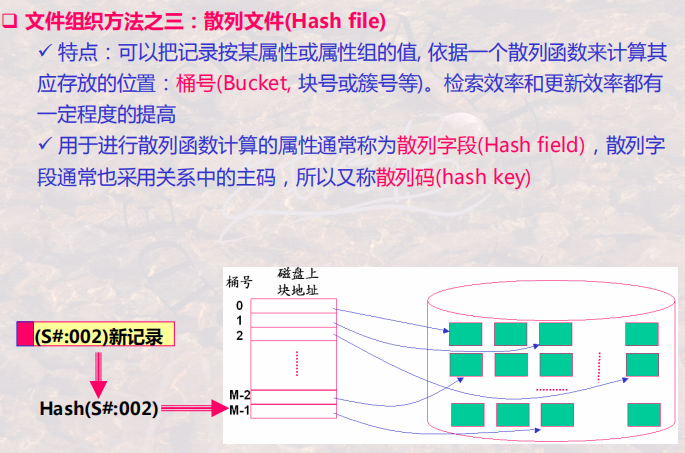 文件组织方法之三：散列文件(Hash file)
✓ 特点：可以把记录按某属性或属性组的值, 依据一个散列函数来计算其
应存放的位置：桶号(Bucket, 块号或簇号等)。检索效率和更新效率都有
一定程度的提高
✓ 用于进行散列函数计算的属性通常称为散列字段(Hash field)，散列字
段通常也采用关系中的主码，所以又称散列码(hash key)
桶号
磁盘上
块地址
0
1
2
M-2
M-1
(S#:002)新记录
Hash(S#:002)